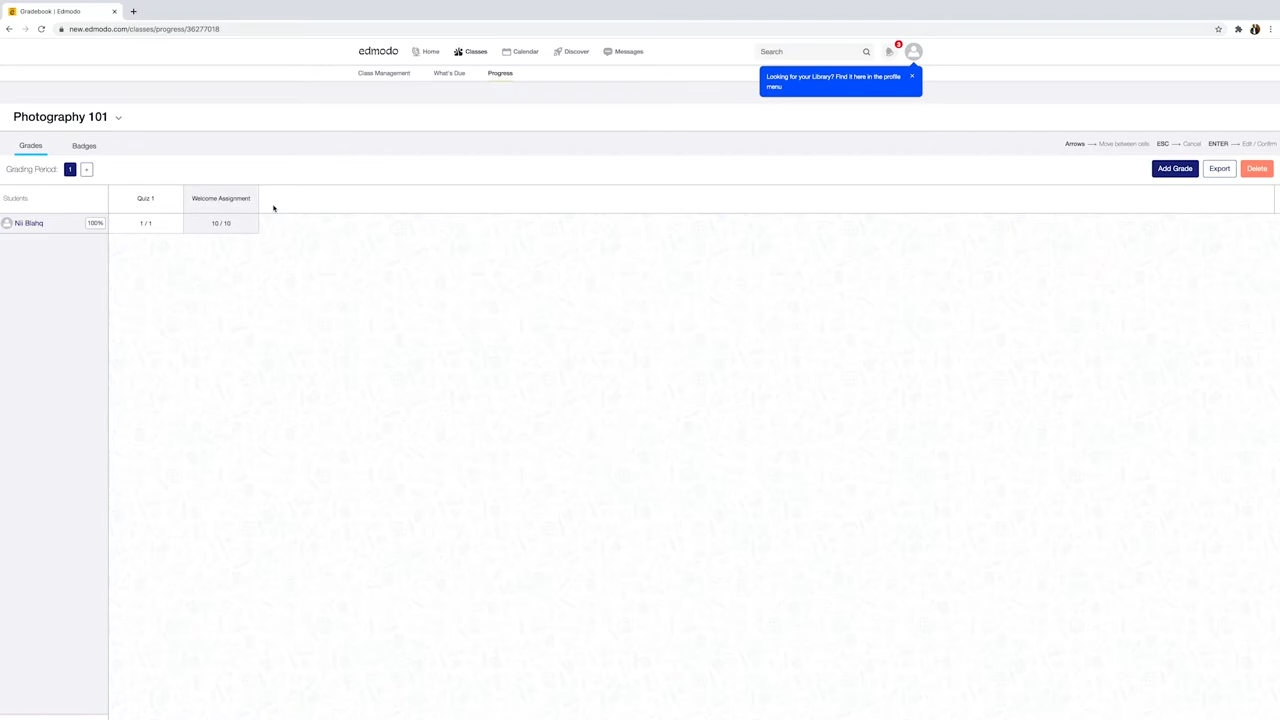 Gradebook | Edmodo
new.edmodo.com/classes/progress/36277018
edmodo Home Classes Calendar Discover Messages Search 3
Class Management What's Due Progress
Looking for your Library? Find it here in the profile
menu
Photography 101
Grades Badges Arrows Move between cells ESC Cancel ENTER Edit / Confirm
Grading Period: 1 + Add Grade Export Delete
Students Quiz 1 Welcome Assignment
Nii Blahq 100% 1 / 1 10 / 10